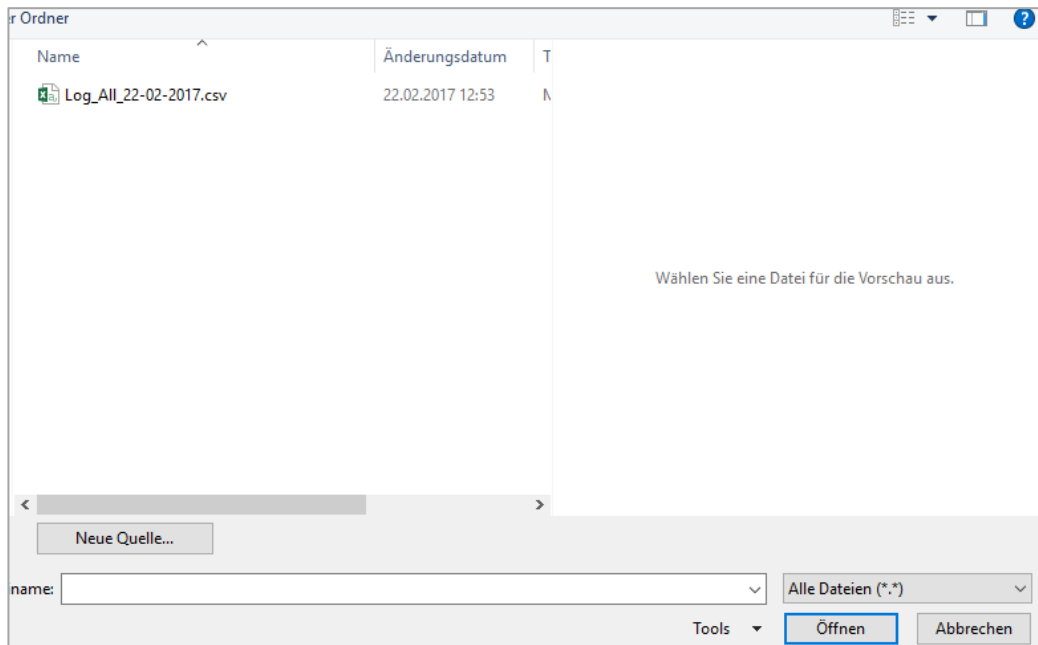 r Ordner
Name Änderungsdatum T
Log_All_22-02-2017.csv 22.02.2017 12:53
Wählen Sie eine Datei für die Vorschau aus.
Neue Quelle...
name: Alle Dateien (*.*)
Tools Öffnen Abbrechen